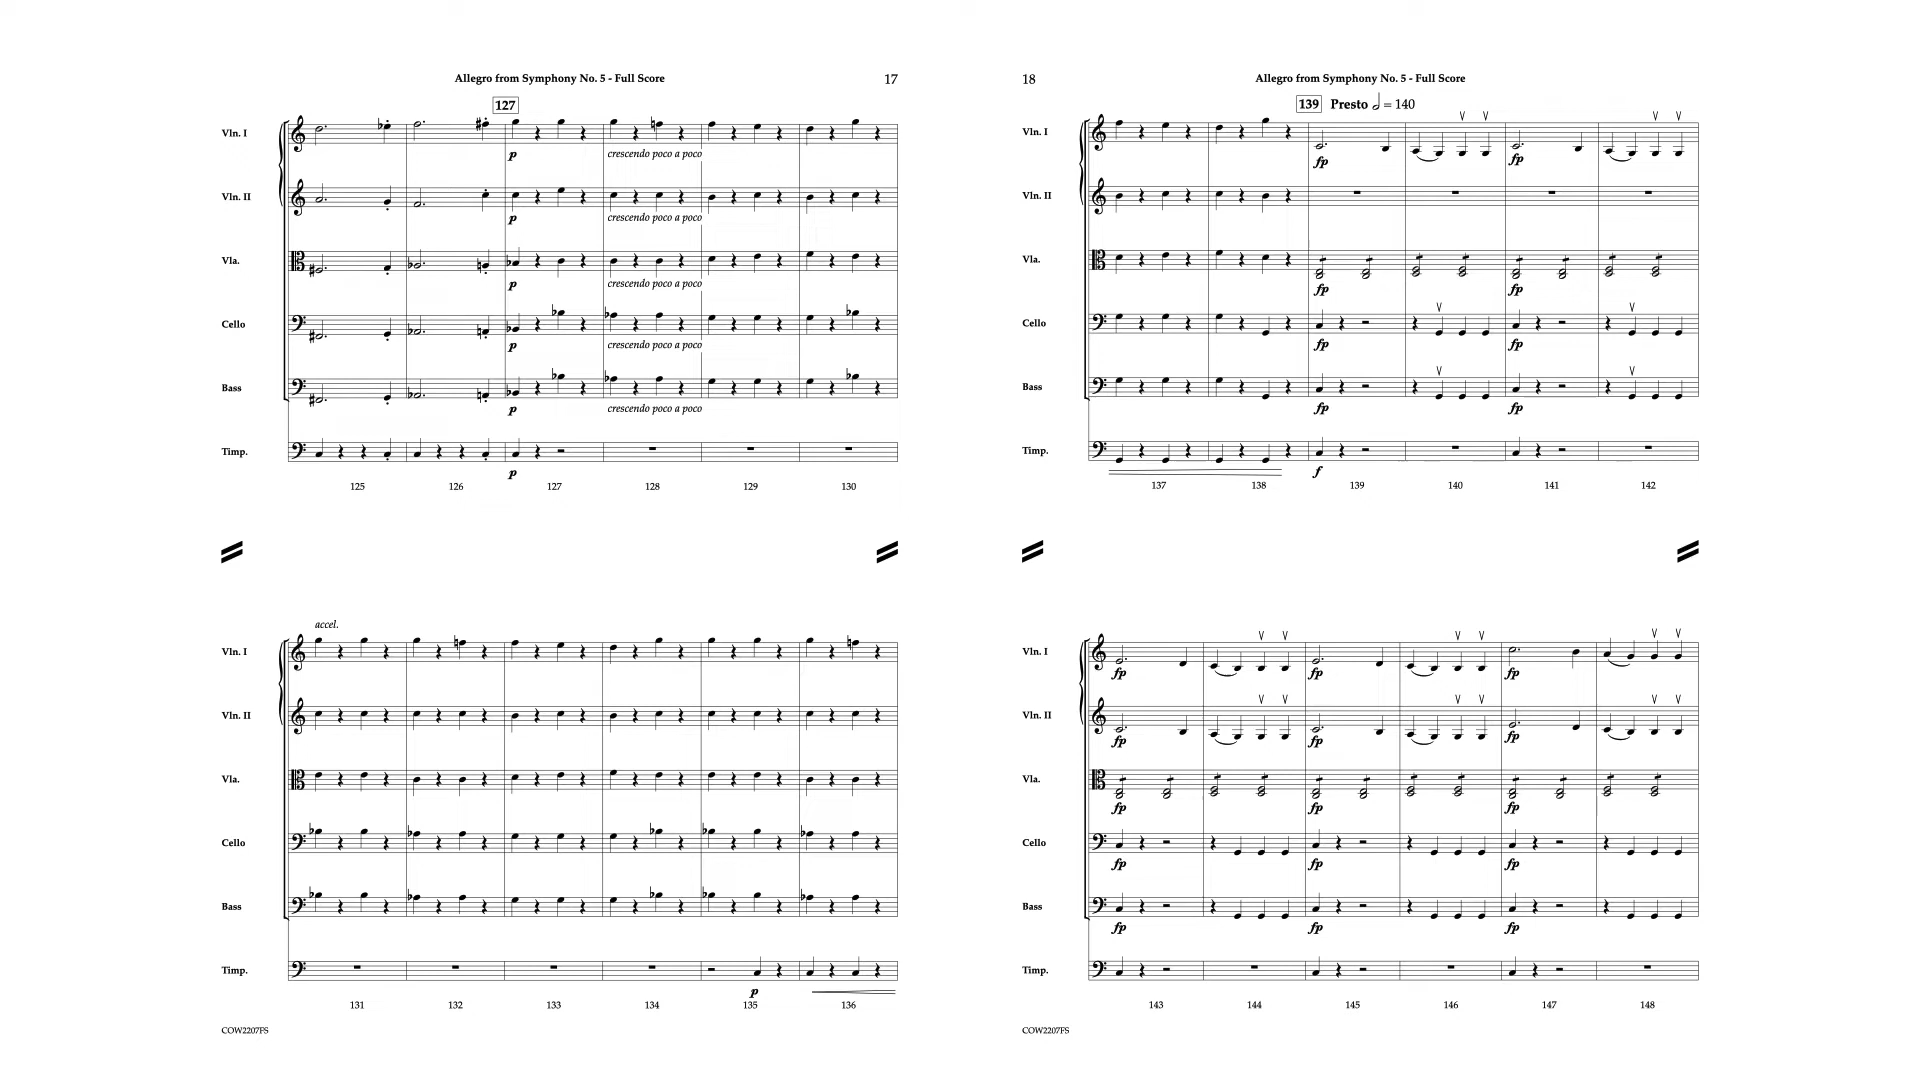 Allegro from Symphony No. 5 - Full Score
17
127
Vln. I
p
crescendo poco a poco
Vln. II
p
crescendo poco a poco
Vla.
p
crescendo poco a poco
Cello
p
crescendo poco a poco
Bass
p
crescendo poco a poco
Timp.
p
125 126 127 128 129 130
accel.
Vln. I
Vln. II
Vla.
Cello
Bass
Timp.
p
131 132 133 134 135 136
COW2207FS
18
Allegro from Symphony No. 5 - Full Score
139 Presto = 140
Vln. I
fp fp
Vln. II
Vla.
fp fp
Cello
fp fp
Bass
fp fp
Timp.
f
137 138 139 140 141 142
Vln. I
fp fp fp
Vln. II
fp fp fp
Vla.
fp fp fp
Cello
fp fp fp
Bass
fp fp fp
Timp.
143 144 145 146 147 148
COW2207FS